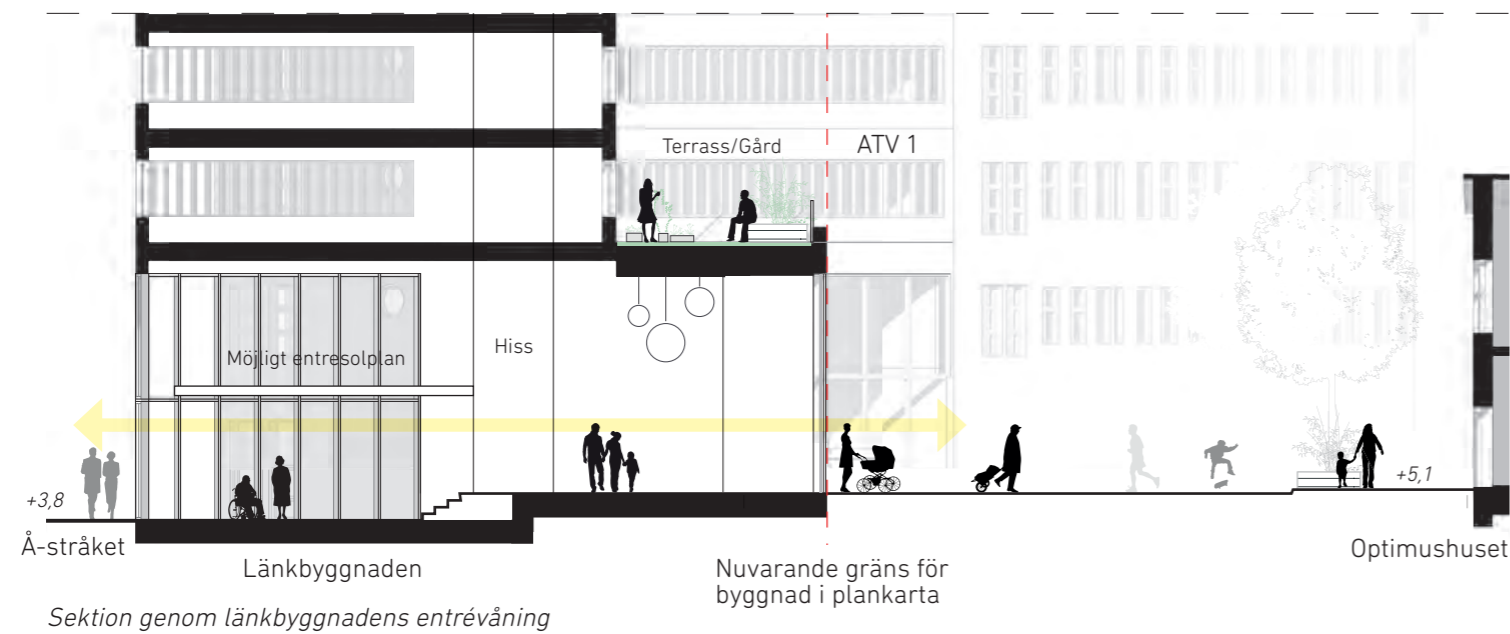 Terrass/Gård
ATV 1
Möjligt entresolplan
Hiss
+3,8
+5,1
Å-stråket
Länkbyggnaden
Nuvarande gräns för
byggnad i plankarta
Optimushuset
Sektion genom länkbyggnadens entrévåning